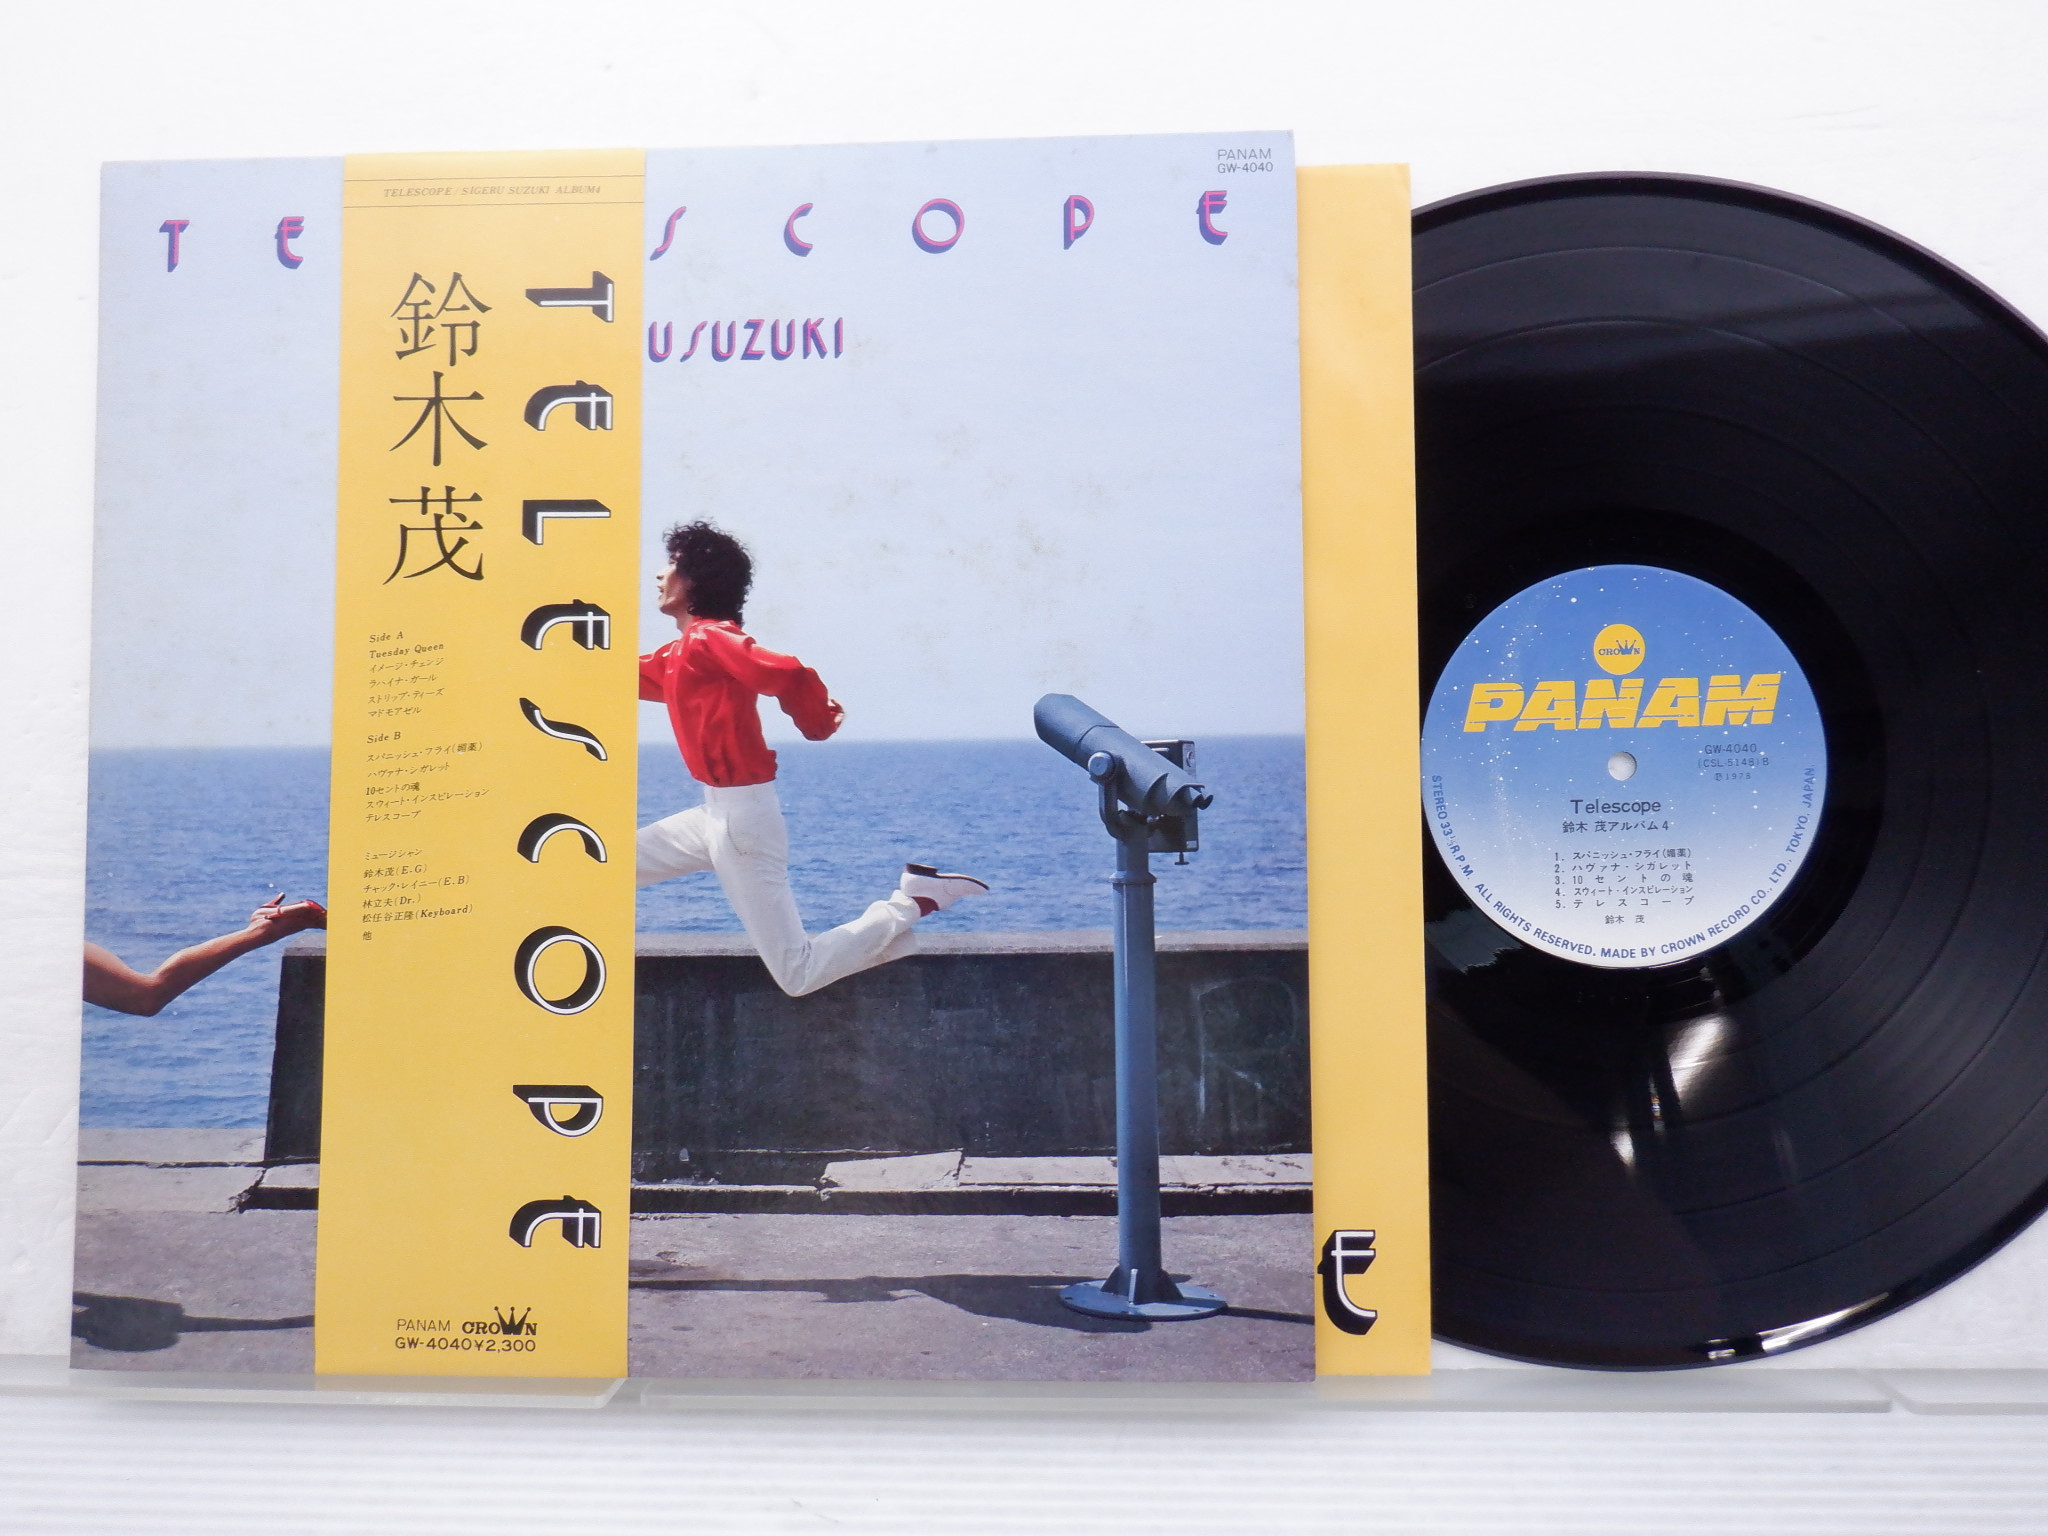 PANAM
GW-4040
TE SCOPE
USUZUKI
TELESCOPE / SIGERU SUZUKI ALBUM4
TELESCOPE
鈴木茂
Side A
Tuesday Queen
イメージ・チェンジ
ラハイナ・ガール
ストリップ・ティーズ
マドモアゼル
Side B
スパニッシュ・フライ(媚薬)
ハヴァナ・シガレット
10セントの魂
スウィート・インスピレーション
テレスコープ
ミュージシャン
鈴木茂(E.G)
チャック・レイニー(E.B)
林立夫(Dr.)
松任谷正隆(Keyboard)
他
PANAM CROWN
GW-4040¥2,300
E
CROWN
PANAM
GW-4040
(CSL-5148)B
Ⓟ1978
Telescope
鈴木 茂アルバム4
1. スパニッシュ・フライ(媚薬)
2. ハヴァナ・シガレット
3. 10セントの魂
4. スウィート・インスピレーション
5. テレスコープ
鈴木 茂
STEREO 33⅓ R.P.M. ALL RIGHTS RESERVED. MADE BY CROWN RECORD CO., LTD., TOKYO, JAPAN.